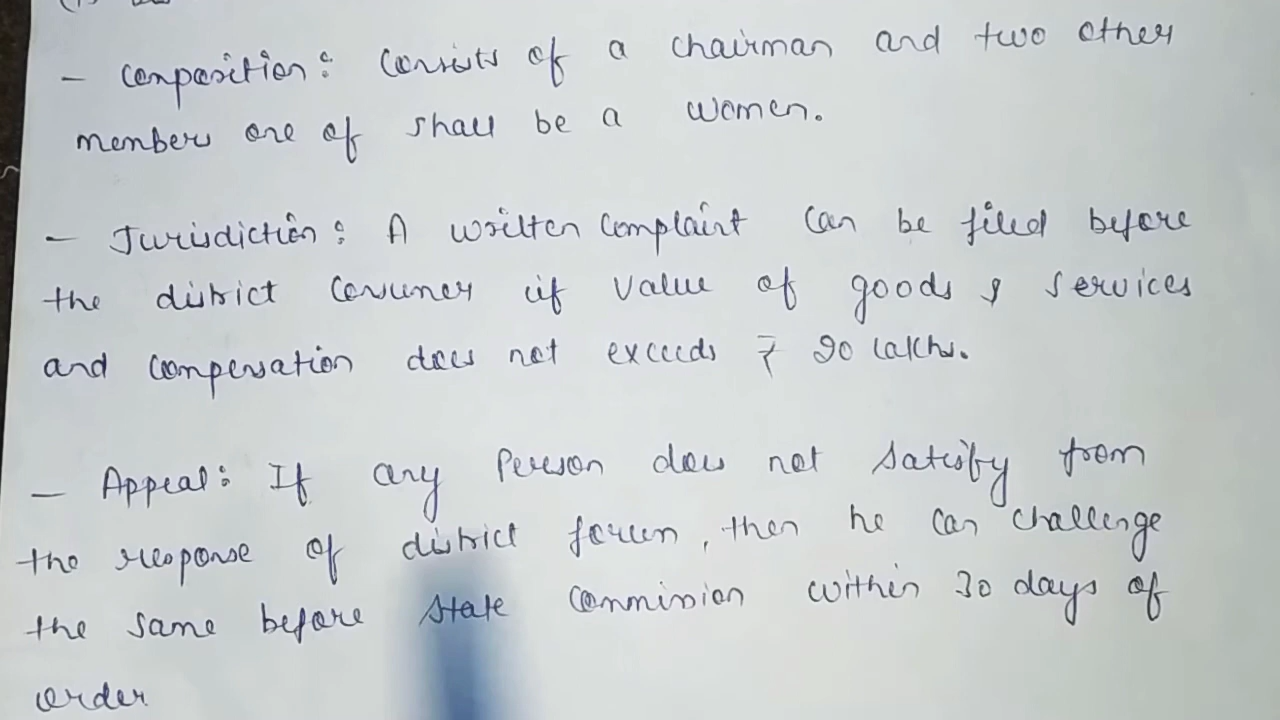 - Composition: Consists of a chairman and two other
members one of shall be a women.
- Jurisdiction: A written complaint can be filed before
the district consumer if value of goods & services
and compensation does not exceeds ₹ 20 lakhs.
- Appeal: If any Person does not satisfy from
the response of district forum, then he can challenge
the same before state commission within 30 days of
order